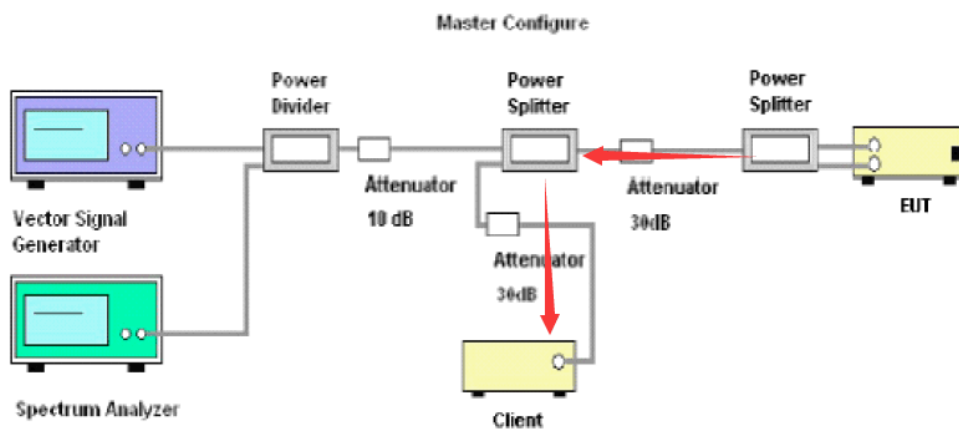 Master Configure
Power
Divider
Power
Splitter
Power
Splitter
Attenuator
10 dB
Attenuator
30dB
Attenuator
30dB
EUT
Vector Signal
Generator
Spectrum Analyzer
Client